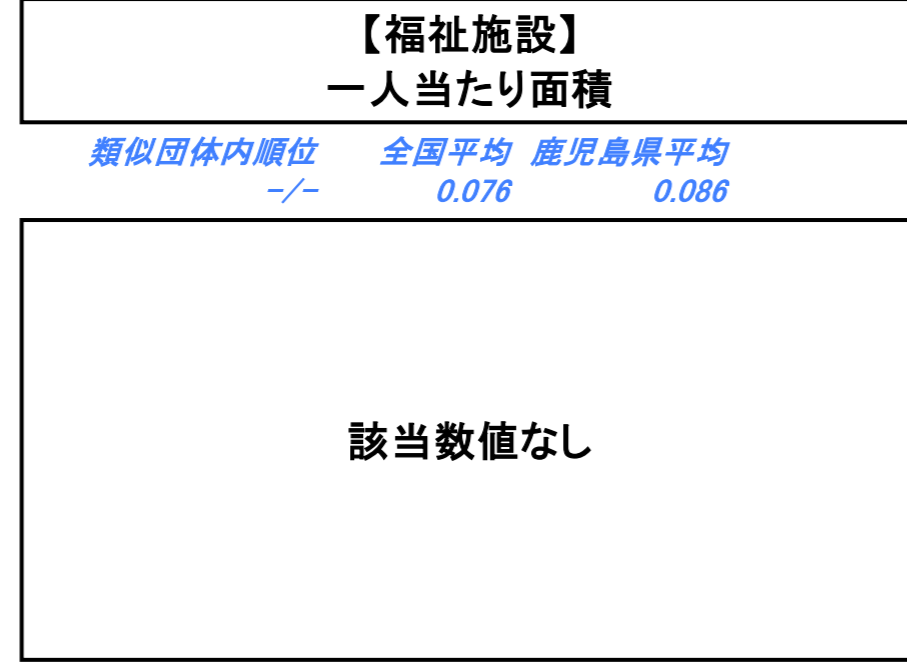 【福祉施設】
一人当たり面積
類似団体内順位 全国平均 鹿児島県平均
-/- 0.076 0.086
該当数値なし